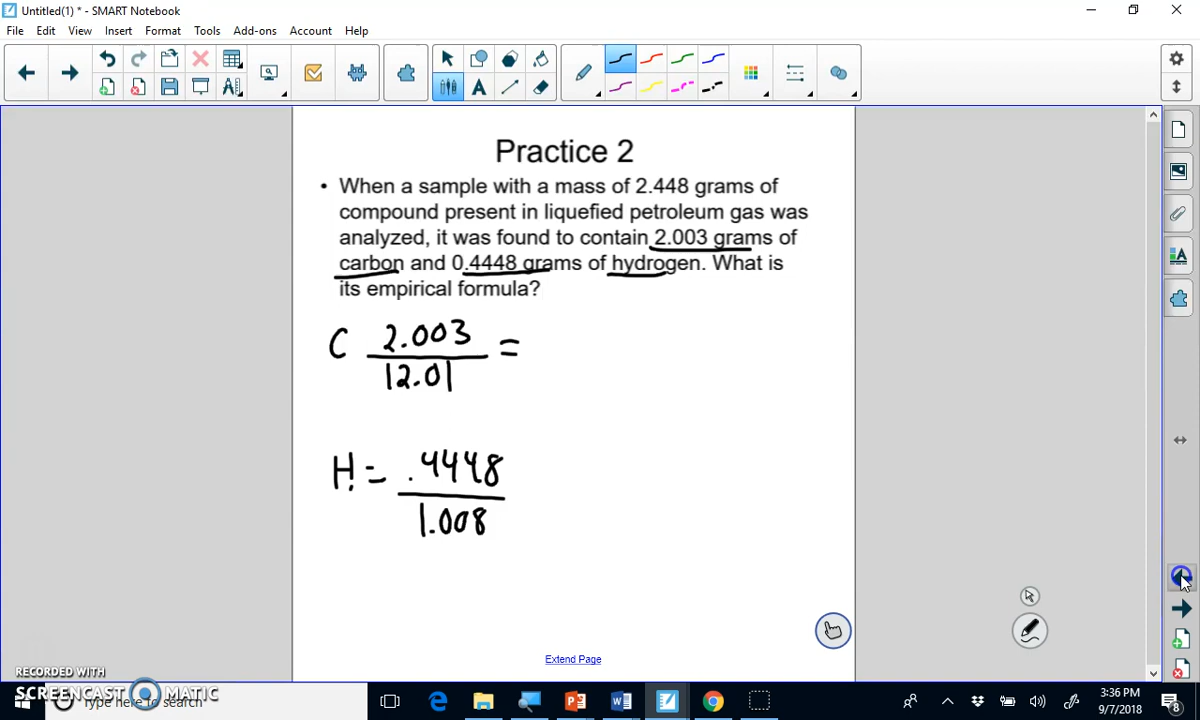 Untitled(1) * - SMART Notebook
File Edit View Insert Format Tools Add-ons Account Help
Practice 2
• When a sample with a mass of 2.448 grams of
compound present in liquefied petroleum gas was
analyzed, it was found to contain 2.003 grams of
carbon and 0.4448 grams of hydrogen. What is
its empirical formula?
C 2.003 =
12.01
H = .4448
1.008
Extend Page
RECORDED WITH
SCREENCAST MATIC
Type here to search
3:36 PM
9/7/2018
8